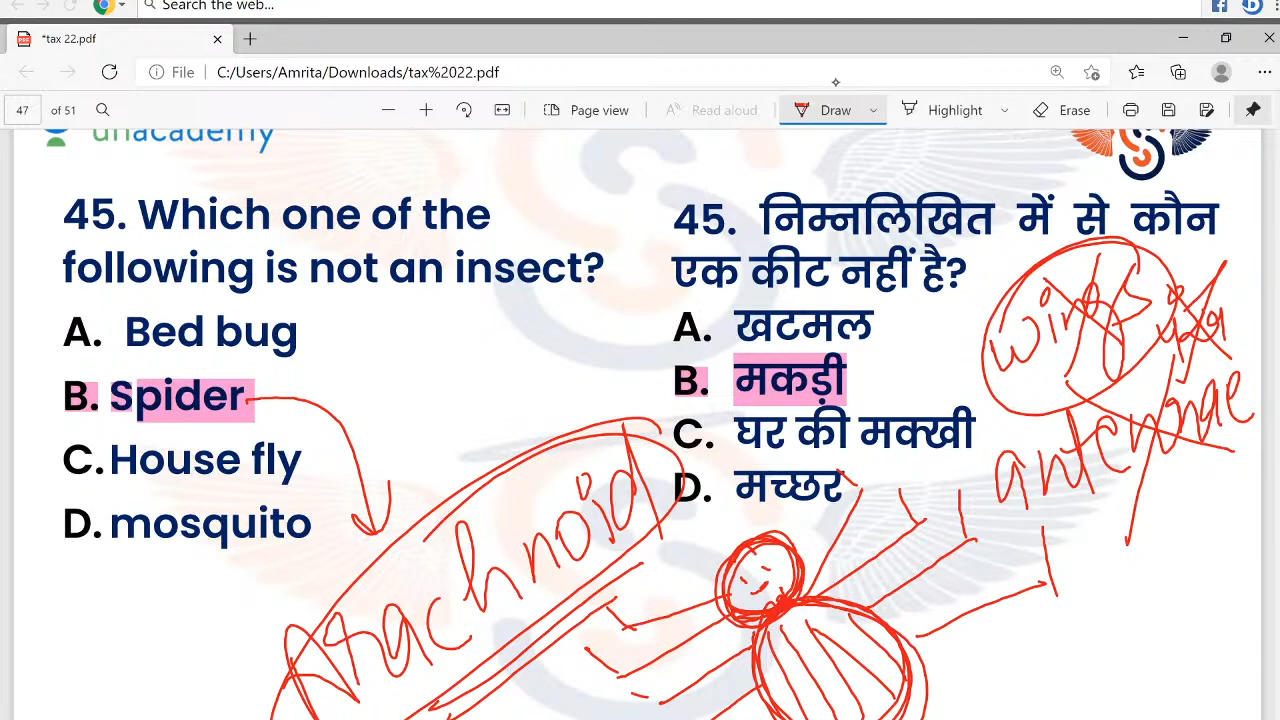 Search the web...
*tax 22.pdf
File C:/Users/Amrita/Downloads/tax%2022.pdf
47 of 51 Page view Read aloud Draw Highlight Erase
unacademy
45. Which one of the
following is not an insect?
A. Bed bug
B. Spider
C. House fly
D. mosquito
45. निम्नलिखित में से कौन
एक कीट नहीं है?
A. खटमल
B. मकड़ी
C. घर की मक्खी
D. मच्छर
wings
antennae
Arachnoid